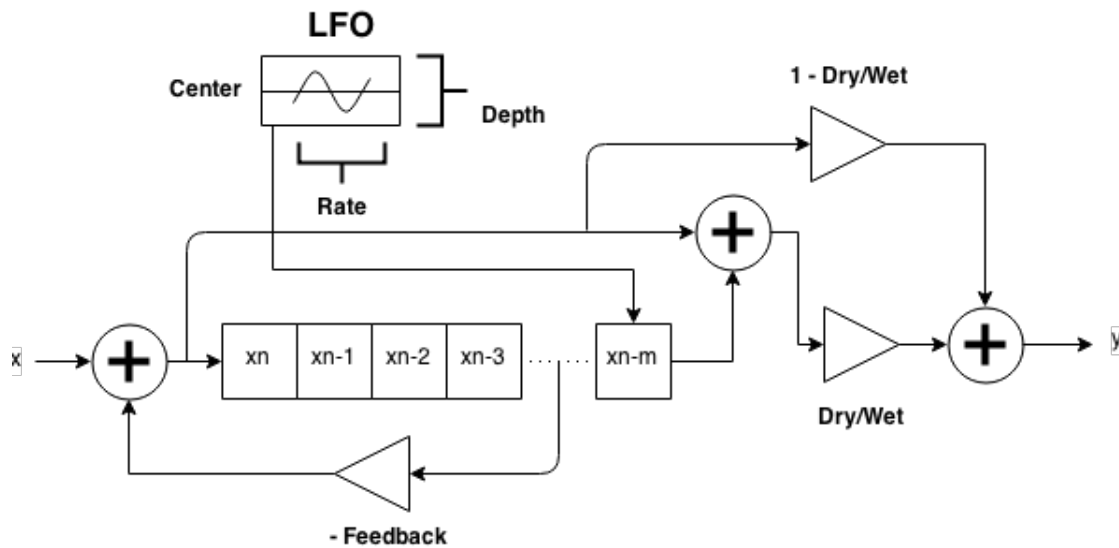 LFO
1 - Dry/Wet
Center
Depth
Rate
x
xn
xn-1
xn-2
xn-3
xn-m
y
Dry/Wet
- Feedback